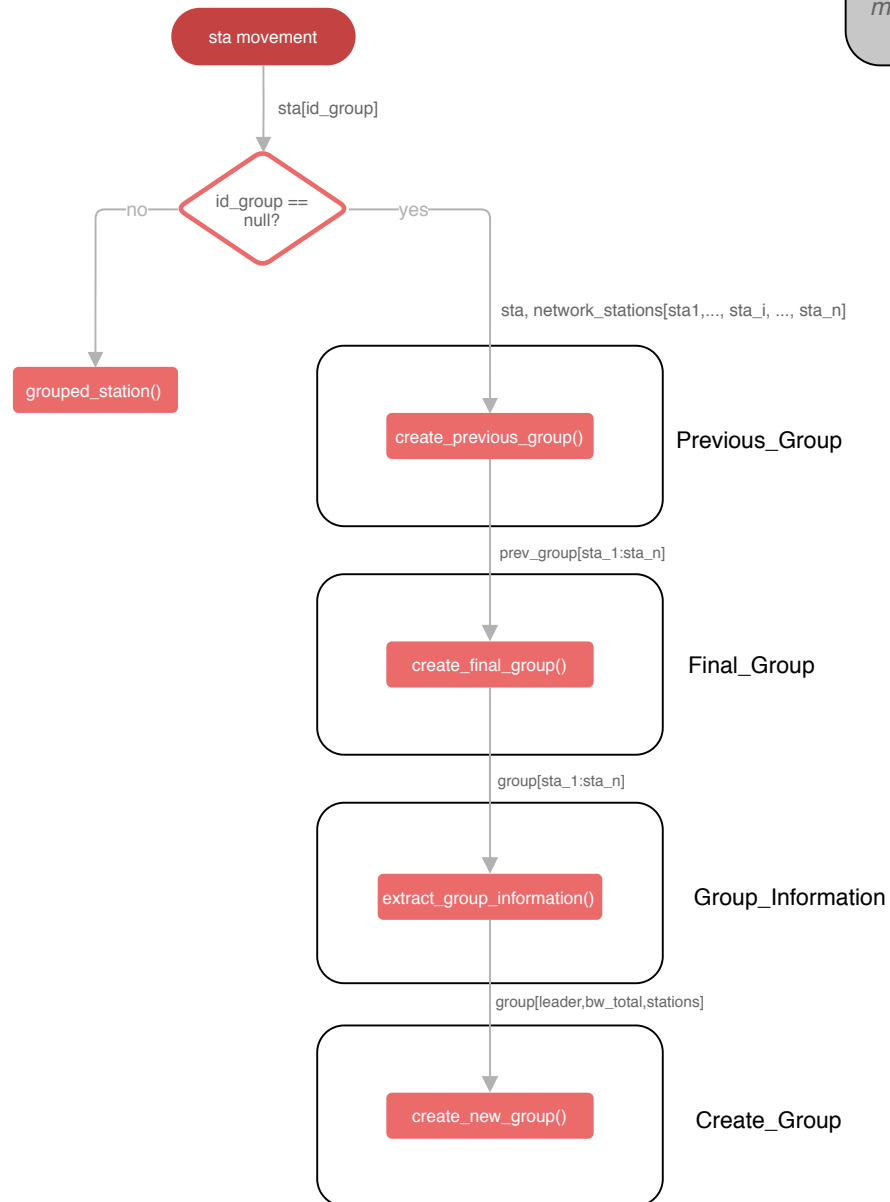 sta movement
sta[id_group]
id_group ==
null?
no
yes
sta, network_stations[sta1,..., sta_i, ..., sta_n]
grouped_station()
create_previous_group()
Previous_Group
prev_group[sta_1:sta_n]
create_final_group()
Final_Group
group[sta_1:sta_n]
extract_group_information()
Group_Information
group[leader,bw_total,stations]
create_new_group()
Create_Group